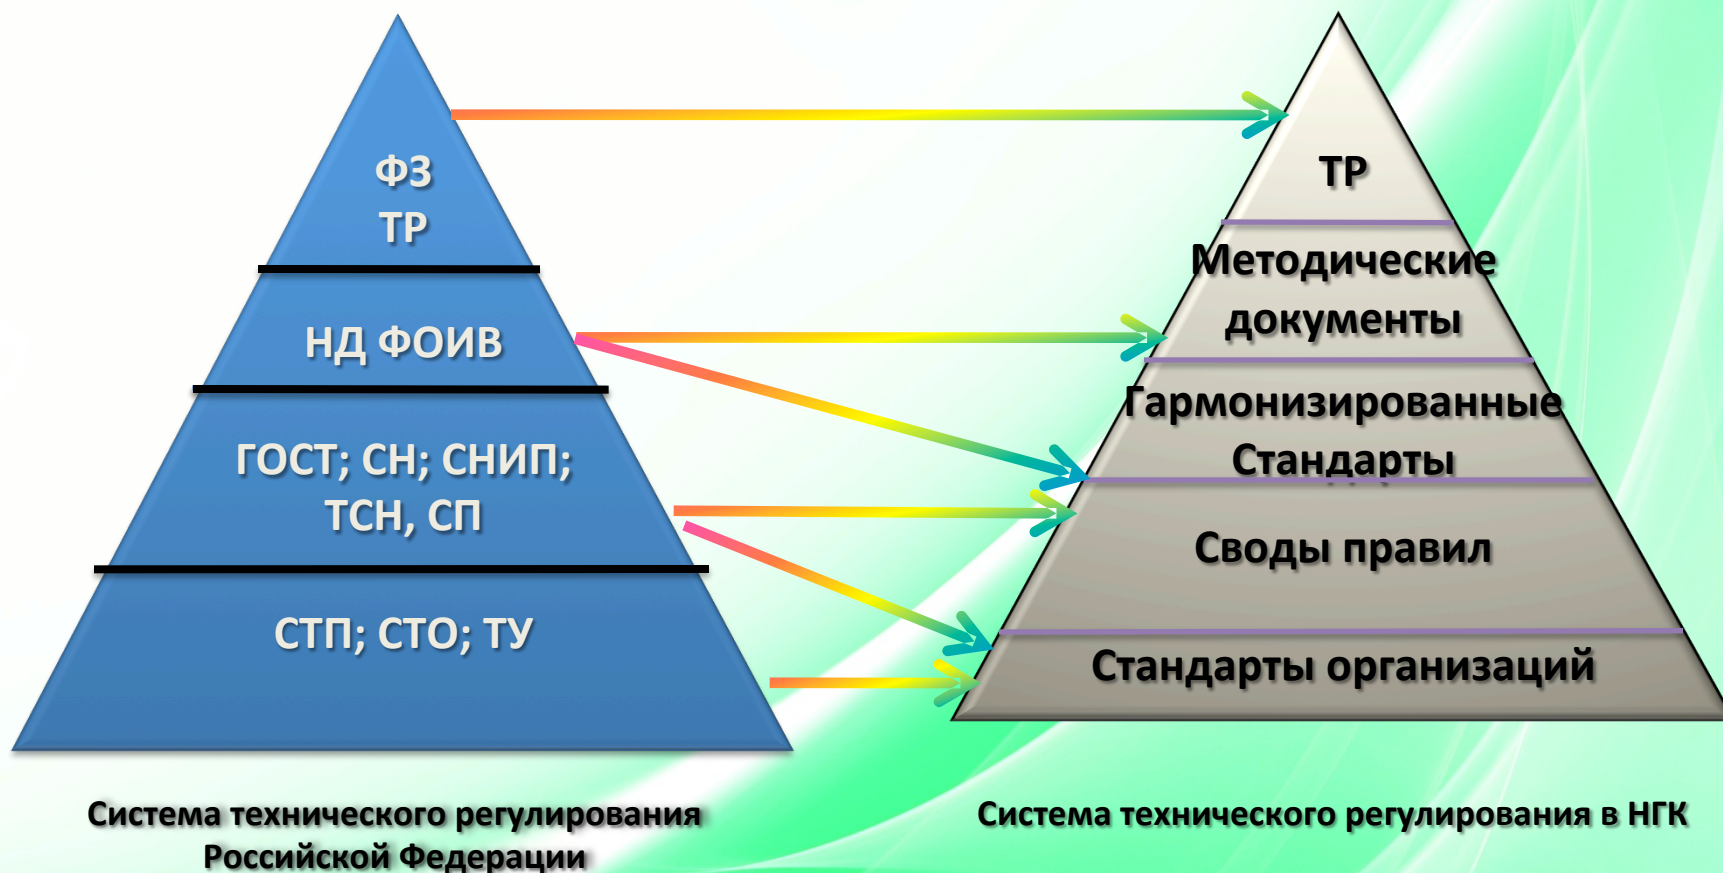 ФЗ
ТР
НД ФОИВ
ГОСТ; СН; СНИП;
ТСН, СП
СТП; СТО; ТУ
Система технического регулирования
Российской Федерации
ТР
Методические
документы
Гармонизированные
Стандарты
Своды правил
Стандарты организаций
Система технического регулирования в НГК